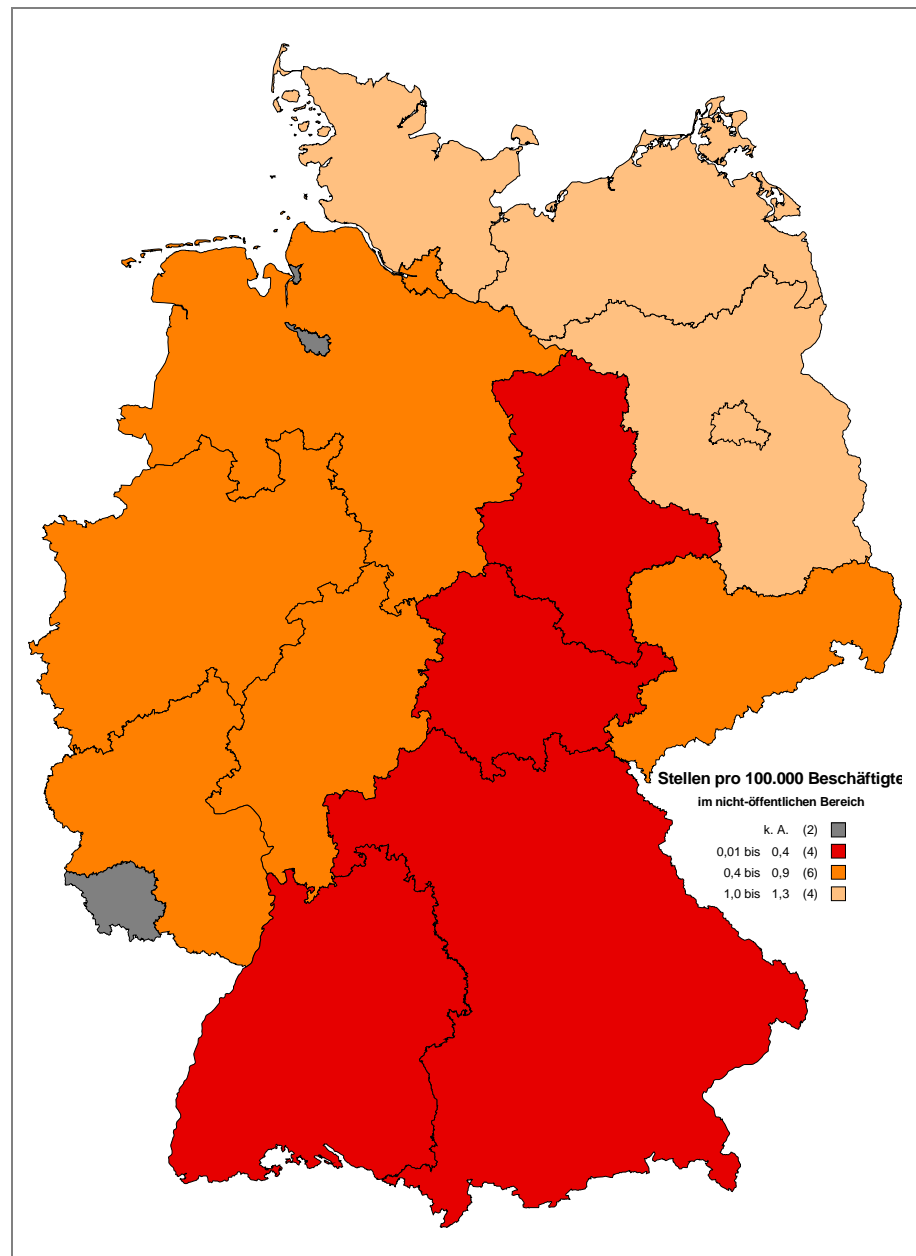 Stellen pro 100.000 Beschäftigte
im nicht-öffentlichen Bereich
k. A. (2)
0,01 bis 0,4 (4)
0,4 bis 0,9 (6)
1,0 bis 1,3 (4)